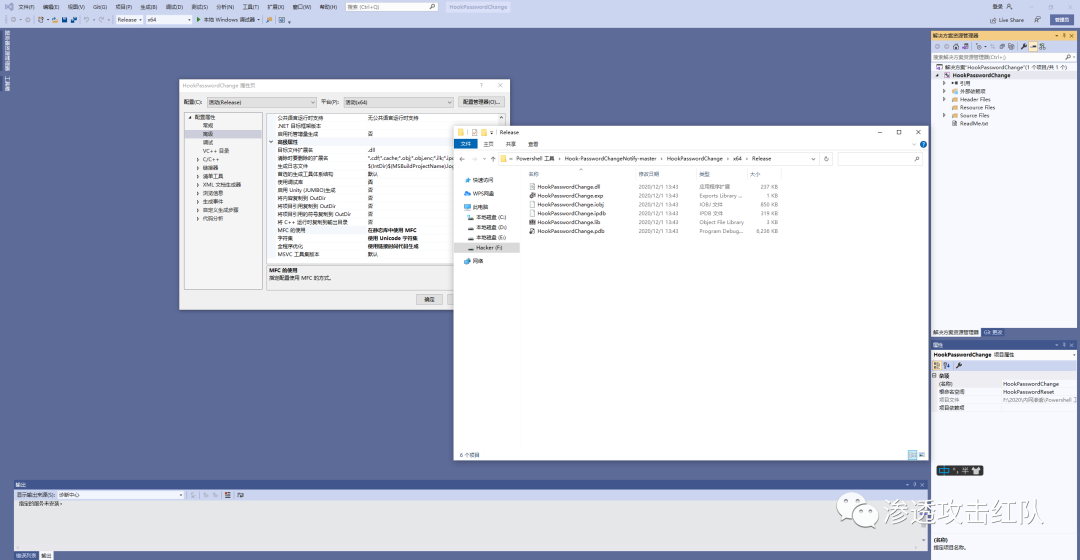 文件(F) 编辑(E) 视图(V) Git(G) 项目(P) 生成(B) 调试(D) 测试(S) 分析(N) 工具(T) 扩展(X) 窗口(W) 帮助(H) 搜索 (Ctrl+Q) HookPasswordChange 登录
Release x64 本地 Windows 调试器 Live Share 管理员
HookPasswordChange 属性页
配置(C): 活动(Release) 平台(P): 活动(x64) 配置管理器(O)...
配置属性
常规
高级
调试
VC++ 目录
C/C++
链接器
清单工具
XML 文档生成器
浏览信息
生成事件
自定义生成步骤
代码分析
公共语言运行时支持 无公共语言运行时支持
.NET 目标框架版本
启用托管增量生成 否
高级属性
目标文件扩展名 .dll
清除时要删除的扩展名
生成日志文件
首选的生成工具体系结构 默认
使用调试库 否
启用 Unity (JUMBO)生成 否
将内容复制到 OutDir 否
将项目引用复制到 OutDir 否
将项目引用的符号复制到 OutDir 否
将 C++ 运行时复制到输出目录 否
MFC 的使用 在静态库中使用 MFC
字符集 使用 Unicode 字符集
全程序优化 使用链接时间代码生成
MSVC 工具集版本 默认
MFC 的使用
指定配置使用 MFC 的方式。
确定
Release
文件 主页 共享 查看
Powershell 工具 Hook-PasswordChangeNotify-master HookPasswordChange x64 Release
快速访问
WPS网盘
此电脑
本地磁盘 (C:)
本地磁盘 (D:)
本地磁盘 (E:)
Hacker (F:)
网络
名称 修改日期 类型 大小
HookPasswordChange.dll 2020/12/1 13:43 应用程序扩展 237 KB
HookPasswordChange.exp 2020/12/1 13:43 Exports Library ... 1 KB
HookPasswordChange.iobj 2020/12/1 13:43 IOBJ 文件 850 KB
HookPasswordChange.ipdb 2020/12/1 13:43 IPDB 文件 319 KB
HookPasswordChange.lib 2020/12/1 13:43 Object File Library 3 KB
HookPasswordChange.pdb 2020/12/1 13:43 Program Debug... 6,236 KB
6 个项目
解决方案资源管理器
搜索解决方案资源管理器(Ctrl+;)
解决方案"HookPasswordChange"(1 个项目/共 1 个)
HookPasswordChange
引用
外部依赖项
Header Files
Resource Files
Source Files
ReadMe.txt
解决方案资源管理器 Git 更改
属性
HookPasswordChange 项目属性
杂项
(名称) HookPasswordChange
根命名空间 HookPasswordReset
项目文件
项目依赖项
(名称)
指定项目名称。
中 半
输出
显示输出来源(S): 诊断中心
指定的服务未安装。
错误列表 输出
渗透攻击红队